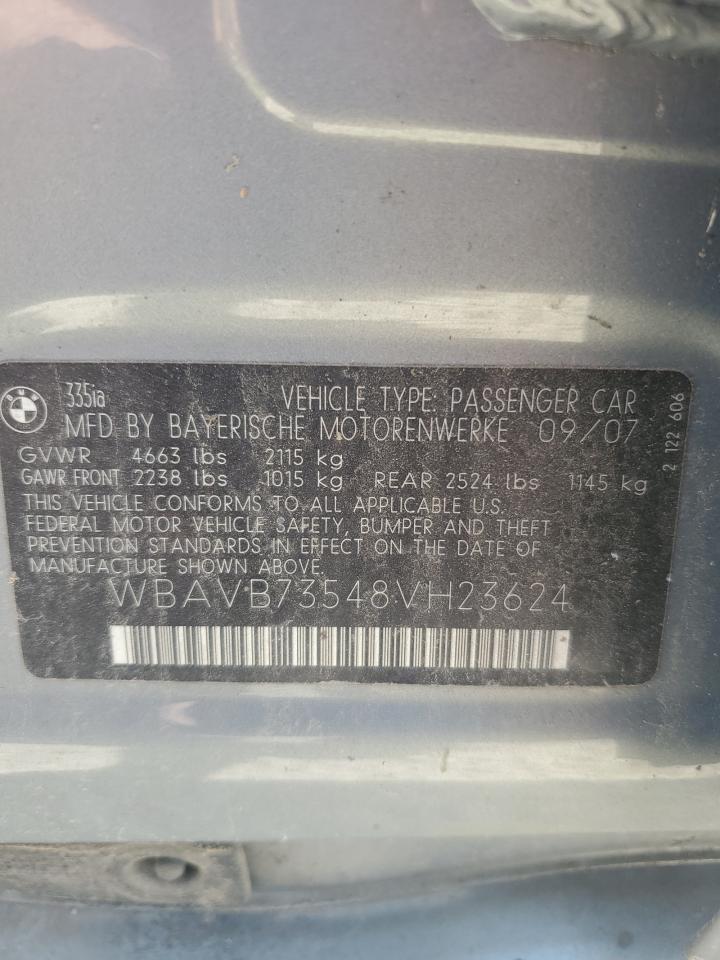 335ia VEHICLE TYPE: PASSENGER CAR
MFD BY BAYERISCHE MOTORENWERKE 09/07
GVWR 4663 lbs 2115 kg
GAWR FRONT 2238 lbs 1015 kg REAR 2524 lbs 1145 kg
THIS VEHICLE CONFORMS TO ALL APPLICABLE U.S.
FEDERAL MOTOR VEHICLE SAFETY, BUMPER AND THEFT
PREVENTION STANDARDS IN EFFECT ON THE DATE OF
MANUFACTURE SHOWN ABOVE.
WBAVB73548VH23624
2 122 606